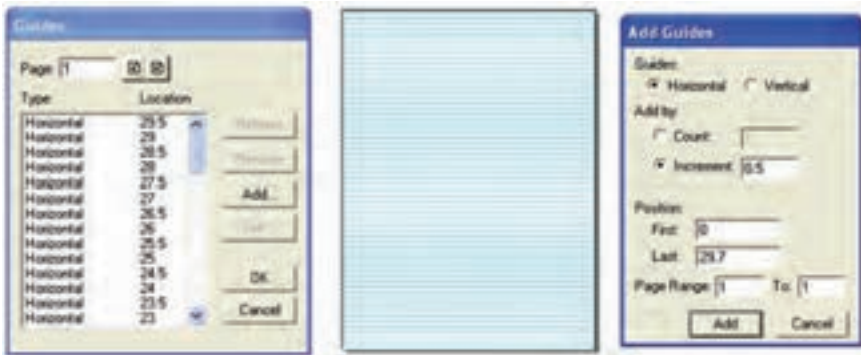 Guides
Page: 1
Type Location
Horizontal 29.5
Horizontal 29
Horizontal 28.5
Horizontal 28
Horizontal 27.5
Horizontal 27
Horizontal 26.5
Horizontal 26
Horizontal 25.5
Horizontal 25
Horizontal 24.5
Horizontal 24
Horizontal 23.5
Horizontal 23
Remove
Add...
OK
Cancel
Add Guides
Guides:
Horizontal Vertical
Add by:
Count:
Increment: 0.5
Position:
First: 0
Last: 29.7
Page Range: 1 To: 1
Add Cancel